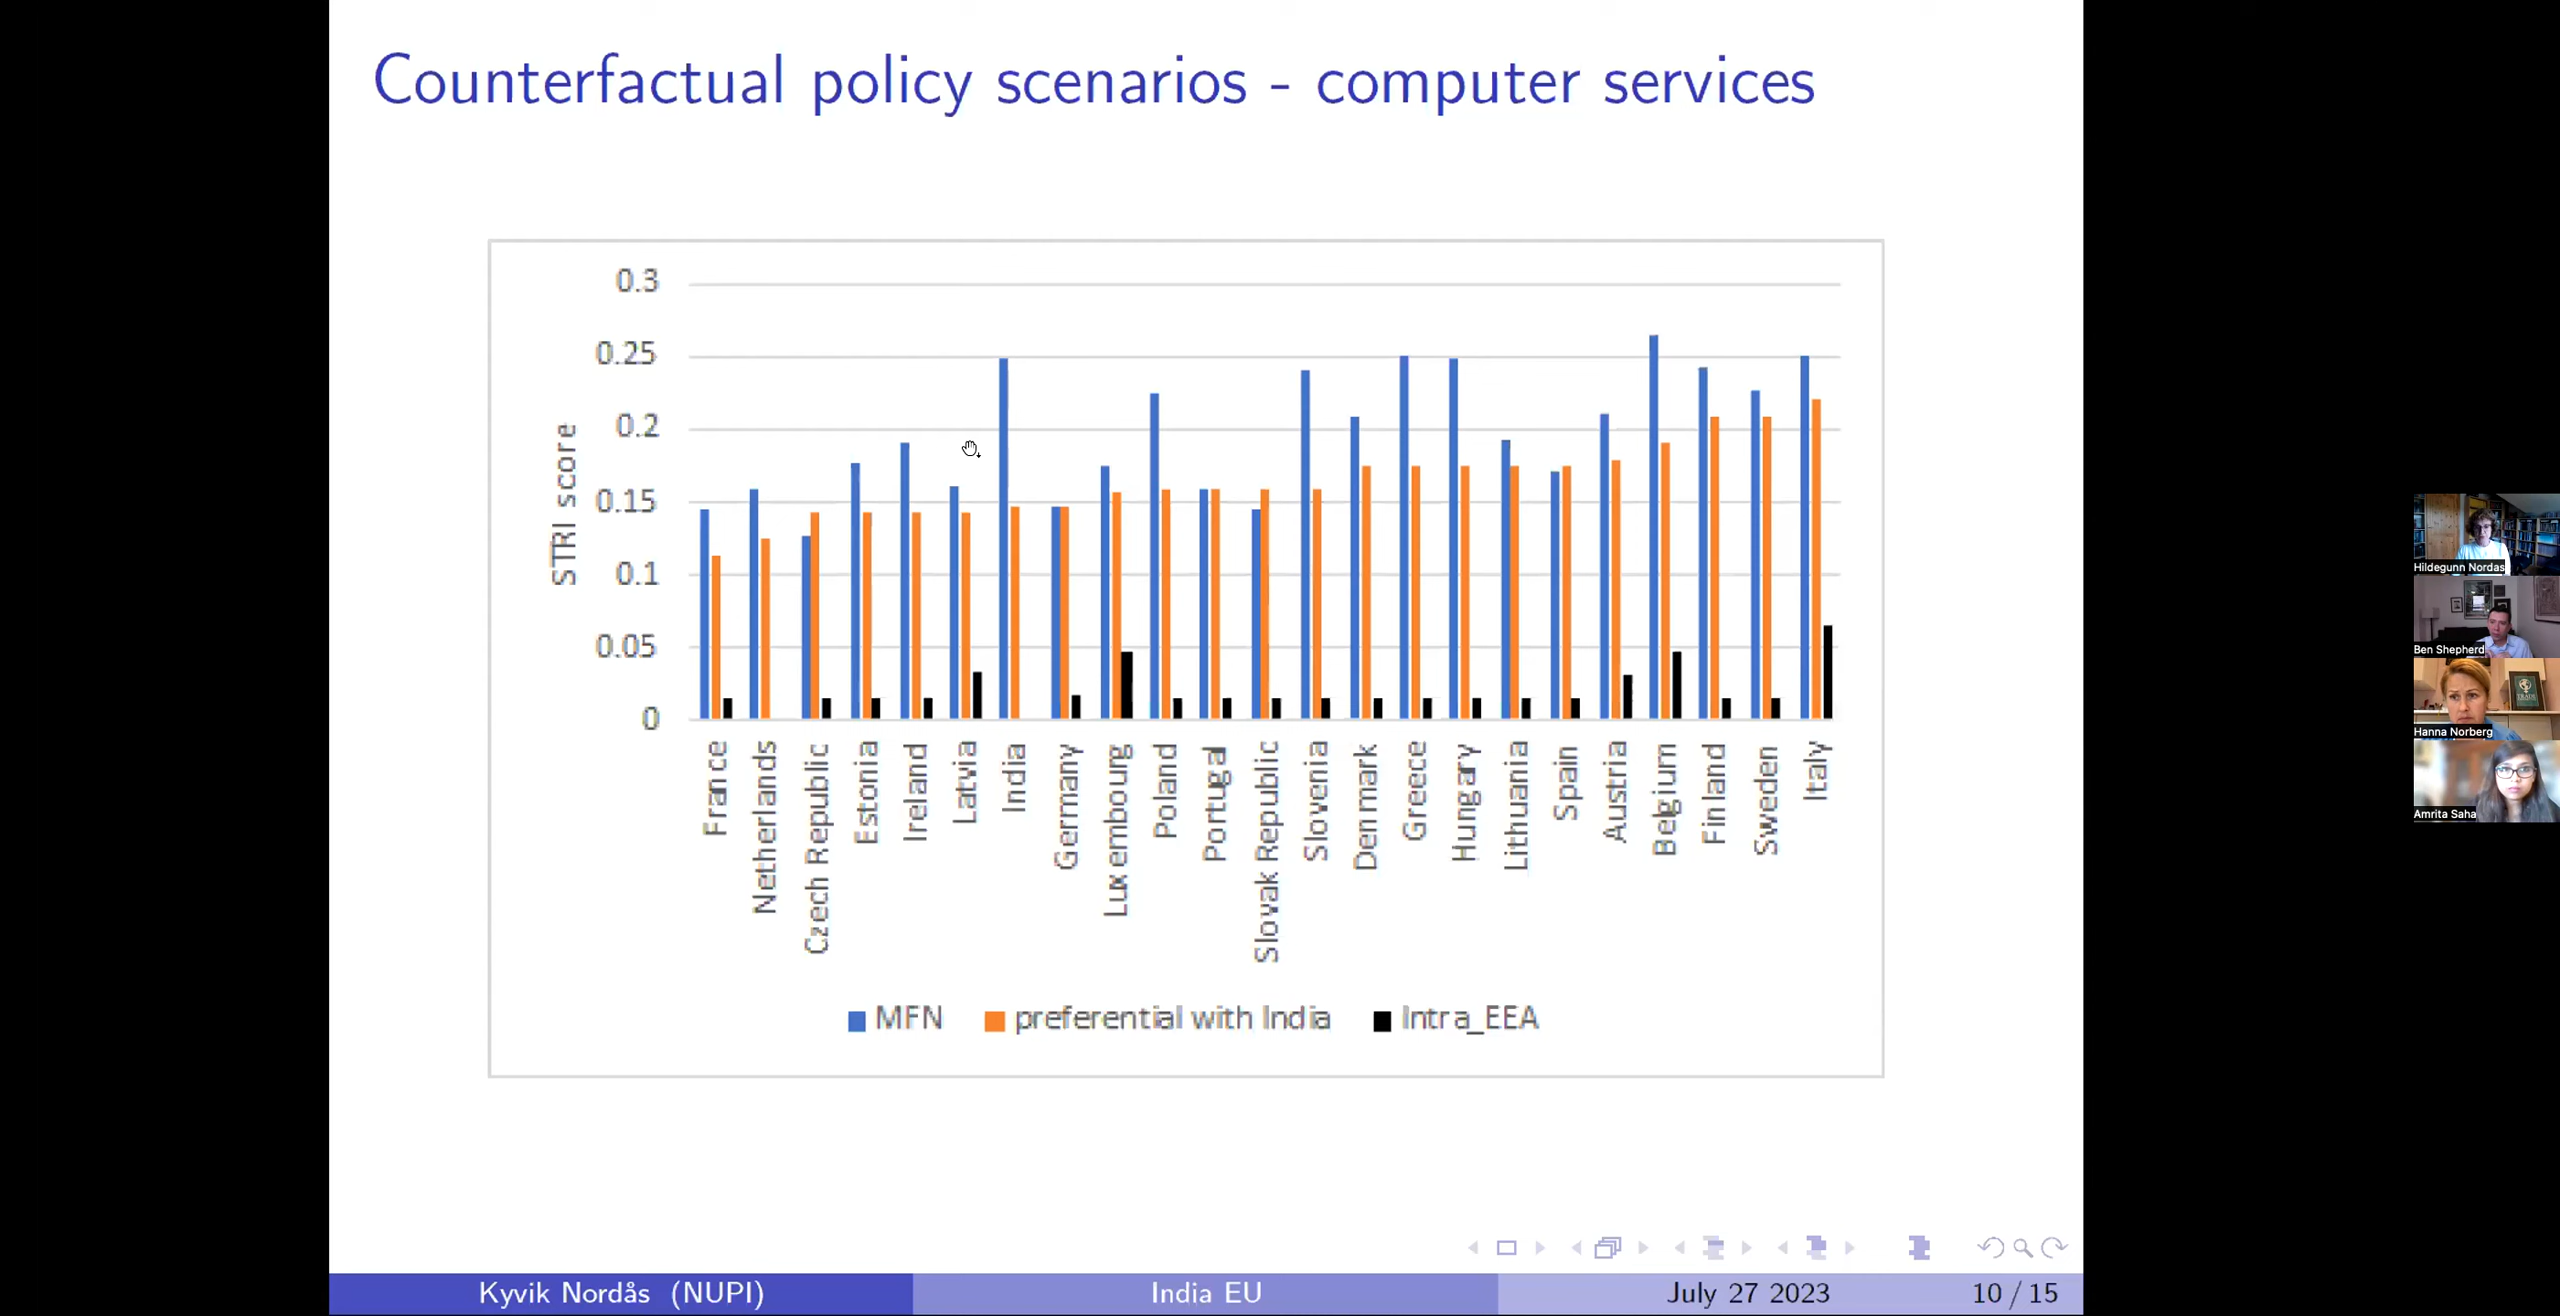 Counterfactual policy scenarios - computer services
0.3
0.25
0.2
0.15
0.1
0.05
0
STRI score
France
Netherlands
Czech Republic
Estonia
Ireland
Latvia
India
Germany
Luxembourg
Poland
Portugal
Slovak Republic
Slovenia
Denmark
Greece
Hungary
Lithuania
Spain
Austria
Belgium
Finland
Sweden
Italy
MFN preferential with India Intra_EEA
Hildegunn Nordas
Ben Shepherd
Hanna Norberg
Amrita Saha
Kyvik Nordås (NUPI) India EU July 27 2023 10 / 15